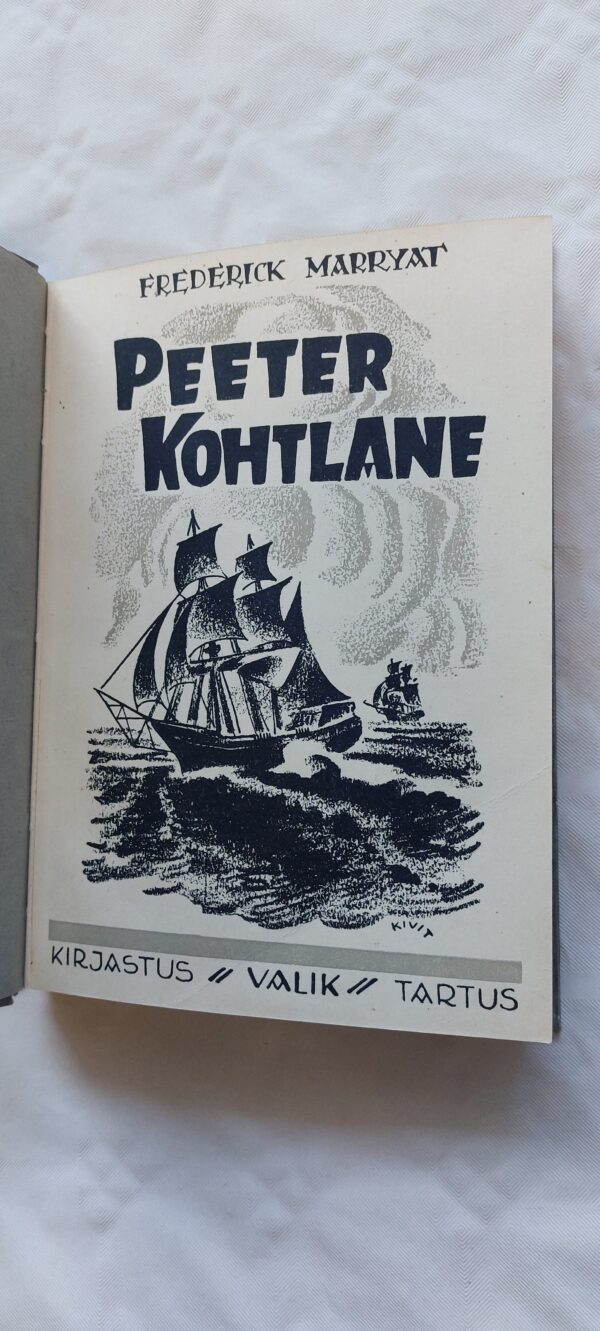 FREDERICK MARRYAT
PEETER
KOHTLANE
KIVIT
KIRJASTUS // VALIK // TARTUS